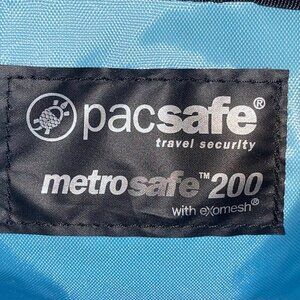 pacsafe®
travel security
metrosafe™200
with eXomesh®